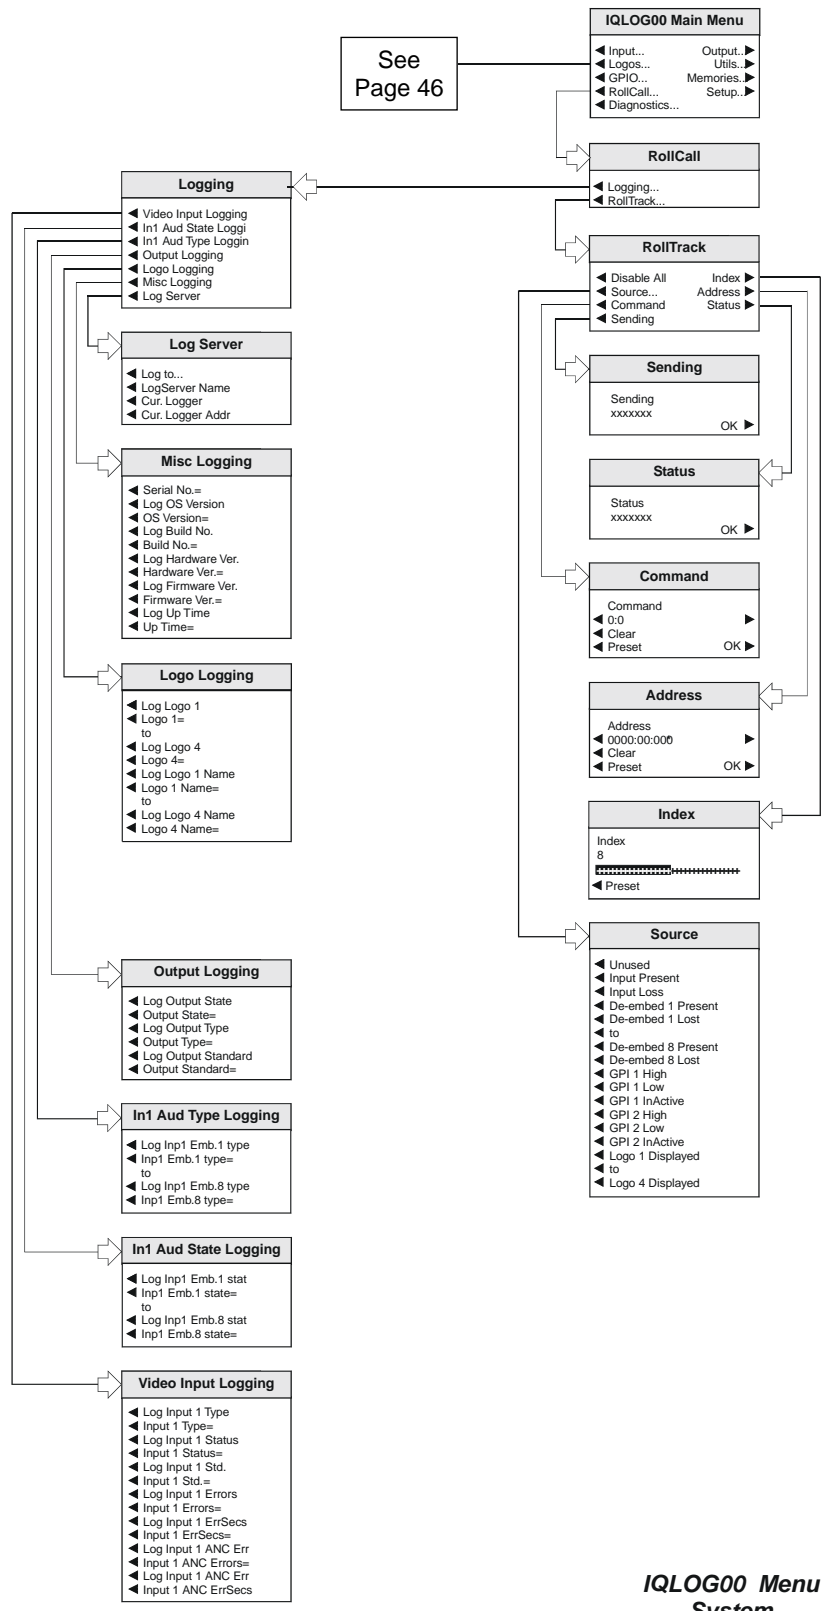 IQLOG00 Main Menu
Input... Output...
Logos... Utils...
GPIO... Memories...
RollCall... Setup...
Diagnostics...
See
Page 46
RollCall
Logging...
RollTrack...
Logging
Video Input Logging
In1 Aud State Loggi
In1 Aud Type Loggin
Output Logging
Logo Logging
Misc Logging
Log Server
RollTrack
Disable All Index
Source... Address
Command Status
Sending
Log Server
Log to...
LogServer Name
Cur. Logger
Cur. Logger Addr
Sending
Sending
xxxxxxx
OK
Misc Logging
Serial No.=
Log OS Version
OS Version=
Log Build No.
Build No.=
Log Hardware Ver.
Hardware Ver.=
Log Firmware Ver.
Firmware Ver.=
Log Up Time
Up Time=
Status
Status
xxxxxxx
OK
Command
Command
0:0
Clear
Preset OK
Logo Logging
Log Logo 1
Logo 1=
to
Log Logo 4
Logo 4=
Log Logo 1 Name
Logo 1 Name=
to
Log Logo 4 Name
Logo 4 Name=
Address
Address
0000:00:000*
Clear
Preset OK
Index
Index
8
Preset
Source
Unused
Input Present
Input Loss
De-embed 1 Present
De-embed 1 Lost
to
De-embed 8 Present
De-embed 8 Lost
GPI 1 High
GPI 1 Low
GPI 1 InActive
GPI 2 High
GPI 2 Low
GPI 2 InActive
Logo 1 Displayed
to
Logo 4 Displayed
Output Logging
Log Output State
Output State=
Log Output Type
Output Type=
Log Output Standard
Output Standard=
In1 Aud Type Logging
Log Inp1 Emb.1 type
Inp1 Emb.1 type=
to
Log Inp1 Emb.8 type
Inp1 Emb.8 type=
In1 Aud State Logging
Log Inp1 Emb.1 stat
Inp1 Emb.1 state=
to
Log Inp1 Emb.8 stat
Inp1 Emb.8 state=
Video Input Logging
Log Input 1 Type
Input 1 Type=
Log Input 1 Status
Input 1 Status=
Log Input 1 Std.
Input 1 Std.=
Log Input 1 Errors
Input 1 Errors=
Log Input 1 ErrSecs
Input 1 ErrSecs=
Log Input 1 ANC Err
Input 1 ANC Errors=
Log Input 1 ANC Err
Input 1 ANC ErrSecs
IQLOG00 Menu
System